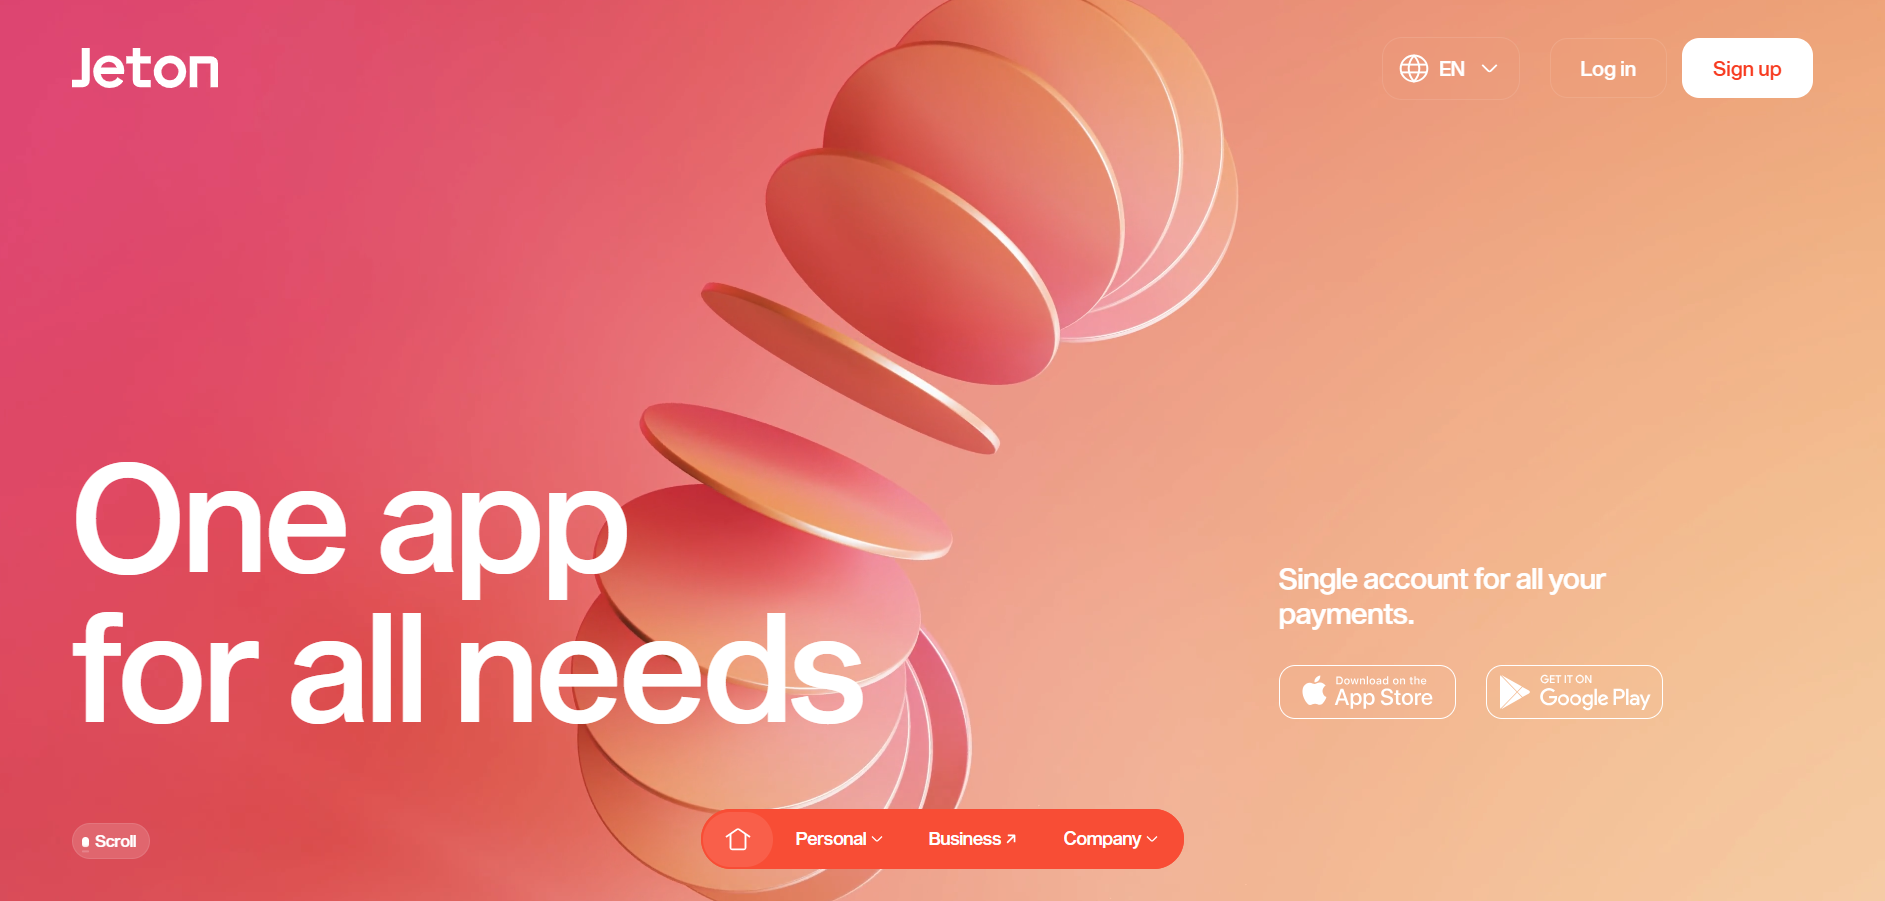 Jeton
EN
Log in
Sign up
One app
for all needs
Single account for all your
payments.
Download on the
App Store
GET IT ON
Google Play
Scroll
Personal
Business
Company